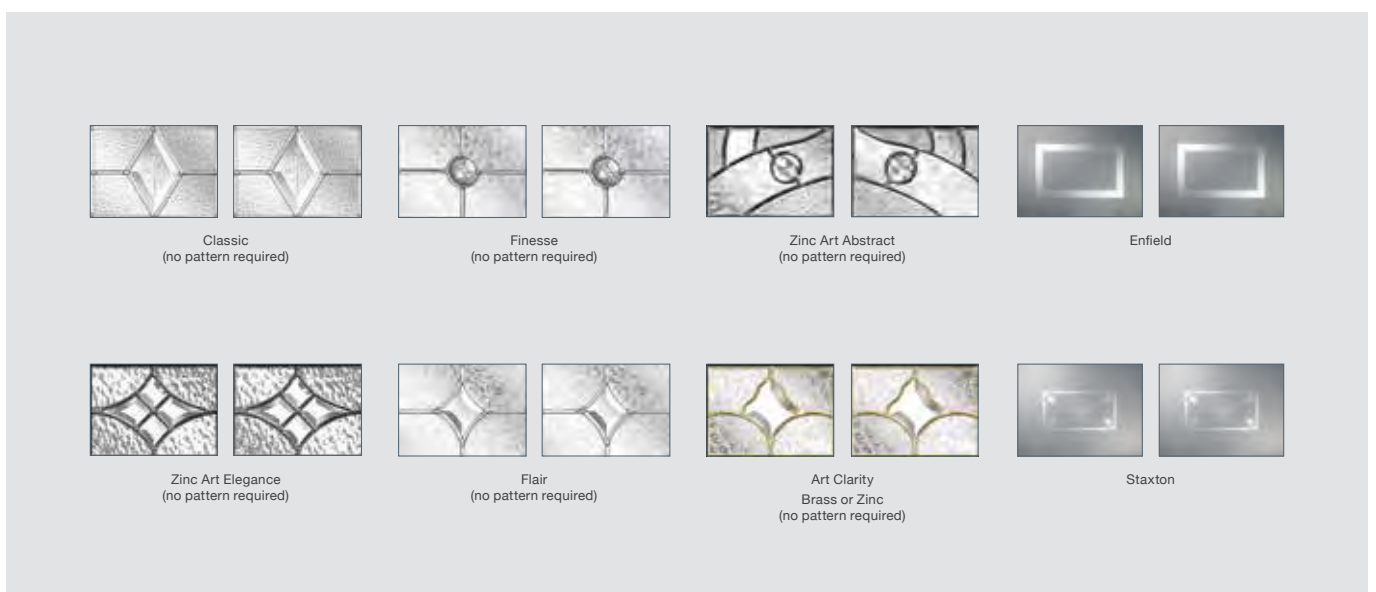 Classic
(no pattern required)
Finesse
(no pattern required)
Zinc Art Abstract
(no pattern required)
Enfield
Zinc Art Elegance
(no pattern required)
Flair
(no pattern required)
Art Clarity
Brass or Zinc
(no pattern required)
Staxton